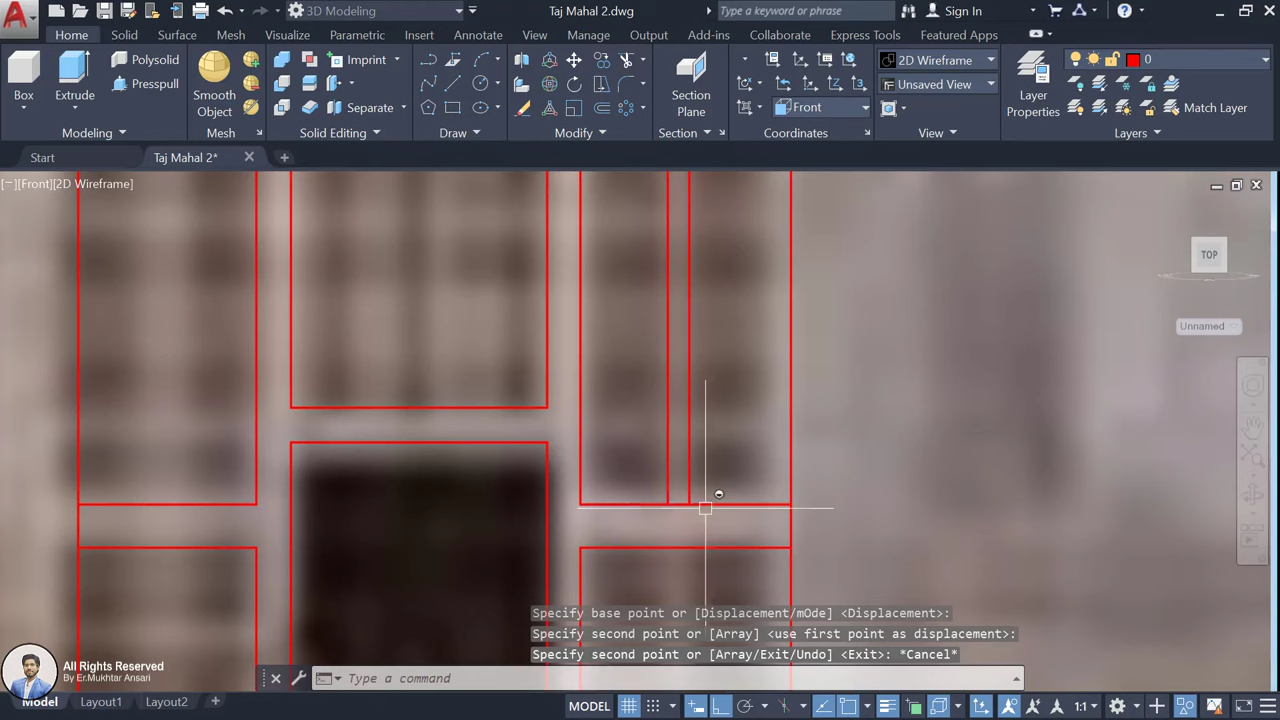 3D Modeling
Taj Mahal 2.dwg
Type a keyword or phrase
Sign In
Home Solid Surface Mesh Visualize Parametric Insert Annotate View Manage Output Add-ins Collaborate Express Tools Featured Apps
Box
Extrude
Polysolid
Presspull
Smooth
Object
Imprint
Separate
Section
Plane
Front
2D Wireframe
Unsaved View
Layer
Properties
0
Match Layer
Modeling Mesh Solid Editing Draw Modify Section Coordinates View Layers
Start
Taj Mahal 2*
[−][Front][2D Wireframe]
TOP
Unnamed
Specify base point or [Displacement/mOde] <Displacement>:
Specify second point or [Array] <use first point as displacement>:
Specify second point or [Array/Exit/Undo] <Exit>: *Cancel*
Type a command
All Rights Reserved
By Er.Mukhtar Ansari
Model Layout1 Layout2
MODEL
1:1